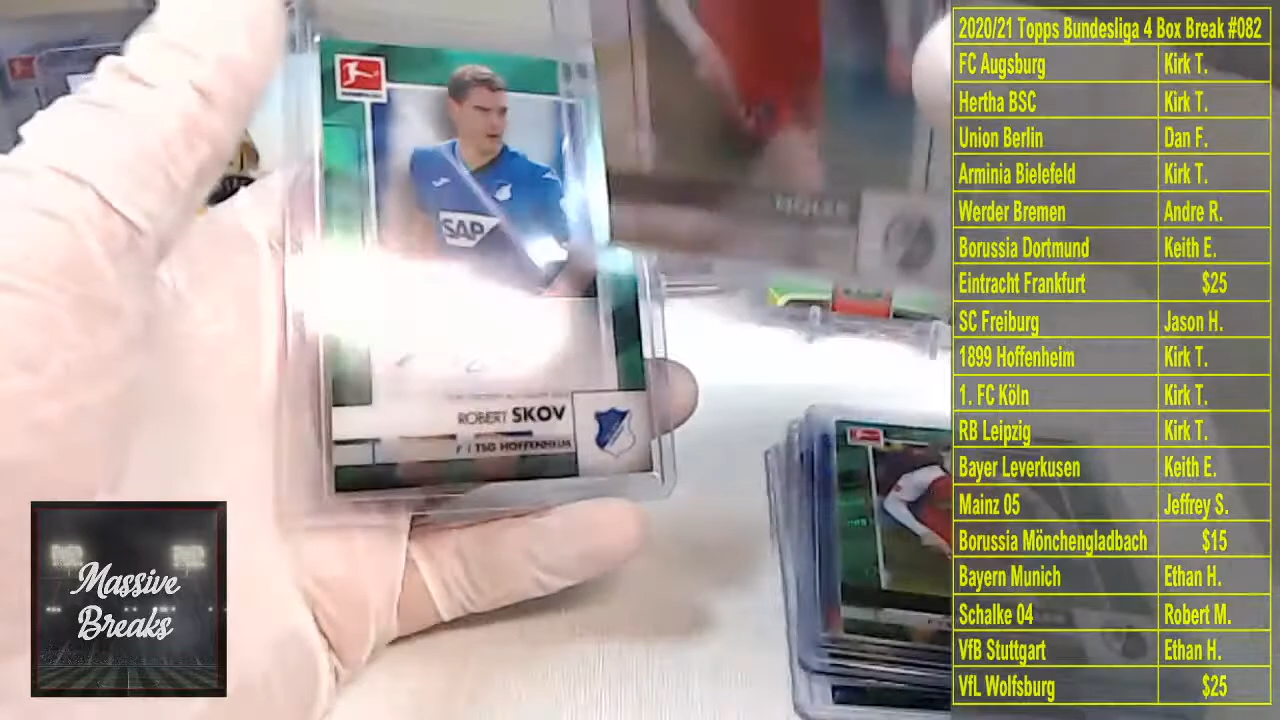 2020/21 Topps Bundesliga 4 Box Break #082
FC Augsburg Kirk T.
Hertha BSC Kirk T.
Union Berlin Dan F.
Arminia Bielefeld Kirk T.
Werder Bremen Andre R.
Borussia Dortmund Keith E.
Eintracht Frankfurt $25
SC Freiburg Jason H.
1899 Hoffenheim Kirk T.
1. FC Köln Kirk T.
RB Leipzig Kirk T.
Bayer Leverkusen Keith E.
Mainz 05 Jeffrey S.
Borussia Mönchengladbach $15
Bayern Munich Ethan H.
Schalke 04 Robert M.
VfB Stuttgart Ethan H.
VfL Wolfsburg $25
SAP
ROBERT SKOV
TSG HOFFENHEIM
Massive
Breaks